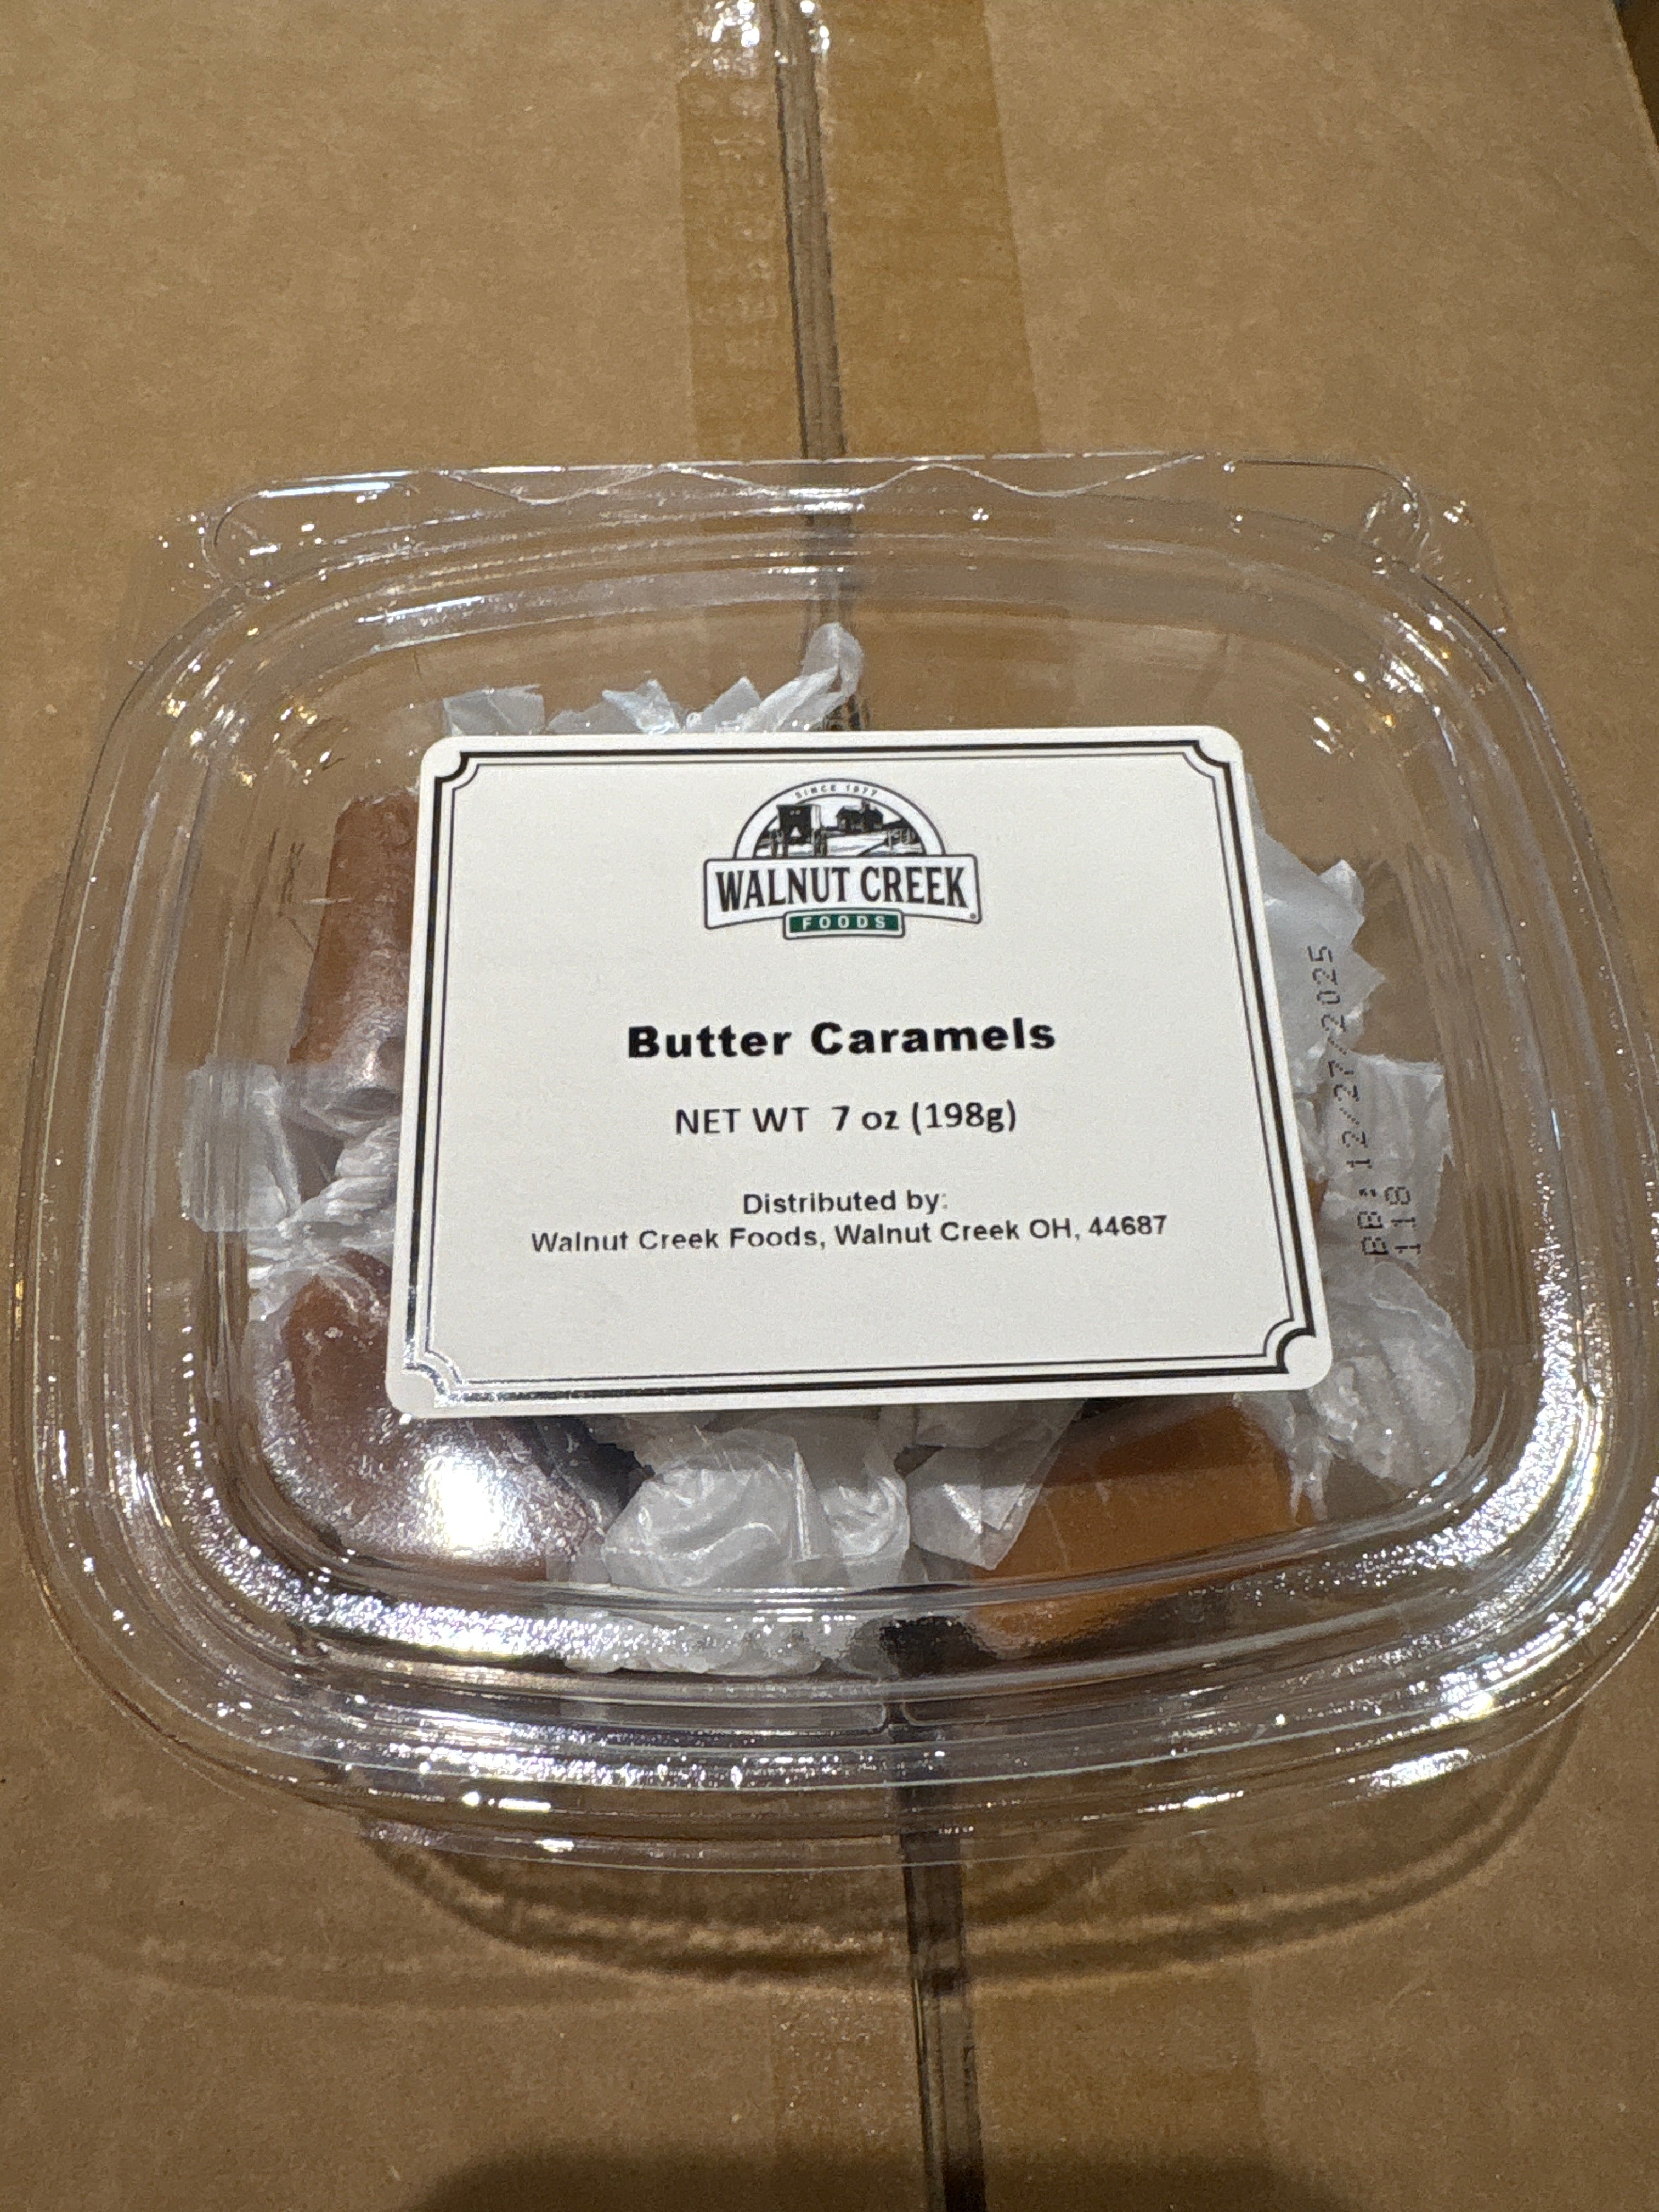 SINCE 1977
WALNUT CREEK
FOODS
Butter Caramels
NET WT 7 oz (198g)
Distributed by:
Walnut Creek Foods, Walnut Creek OH, 44687
BB: 12/27/2025
118